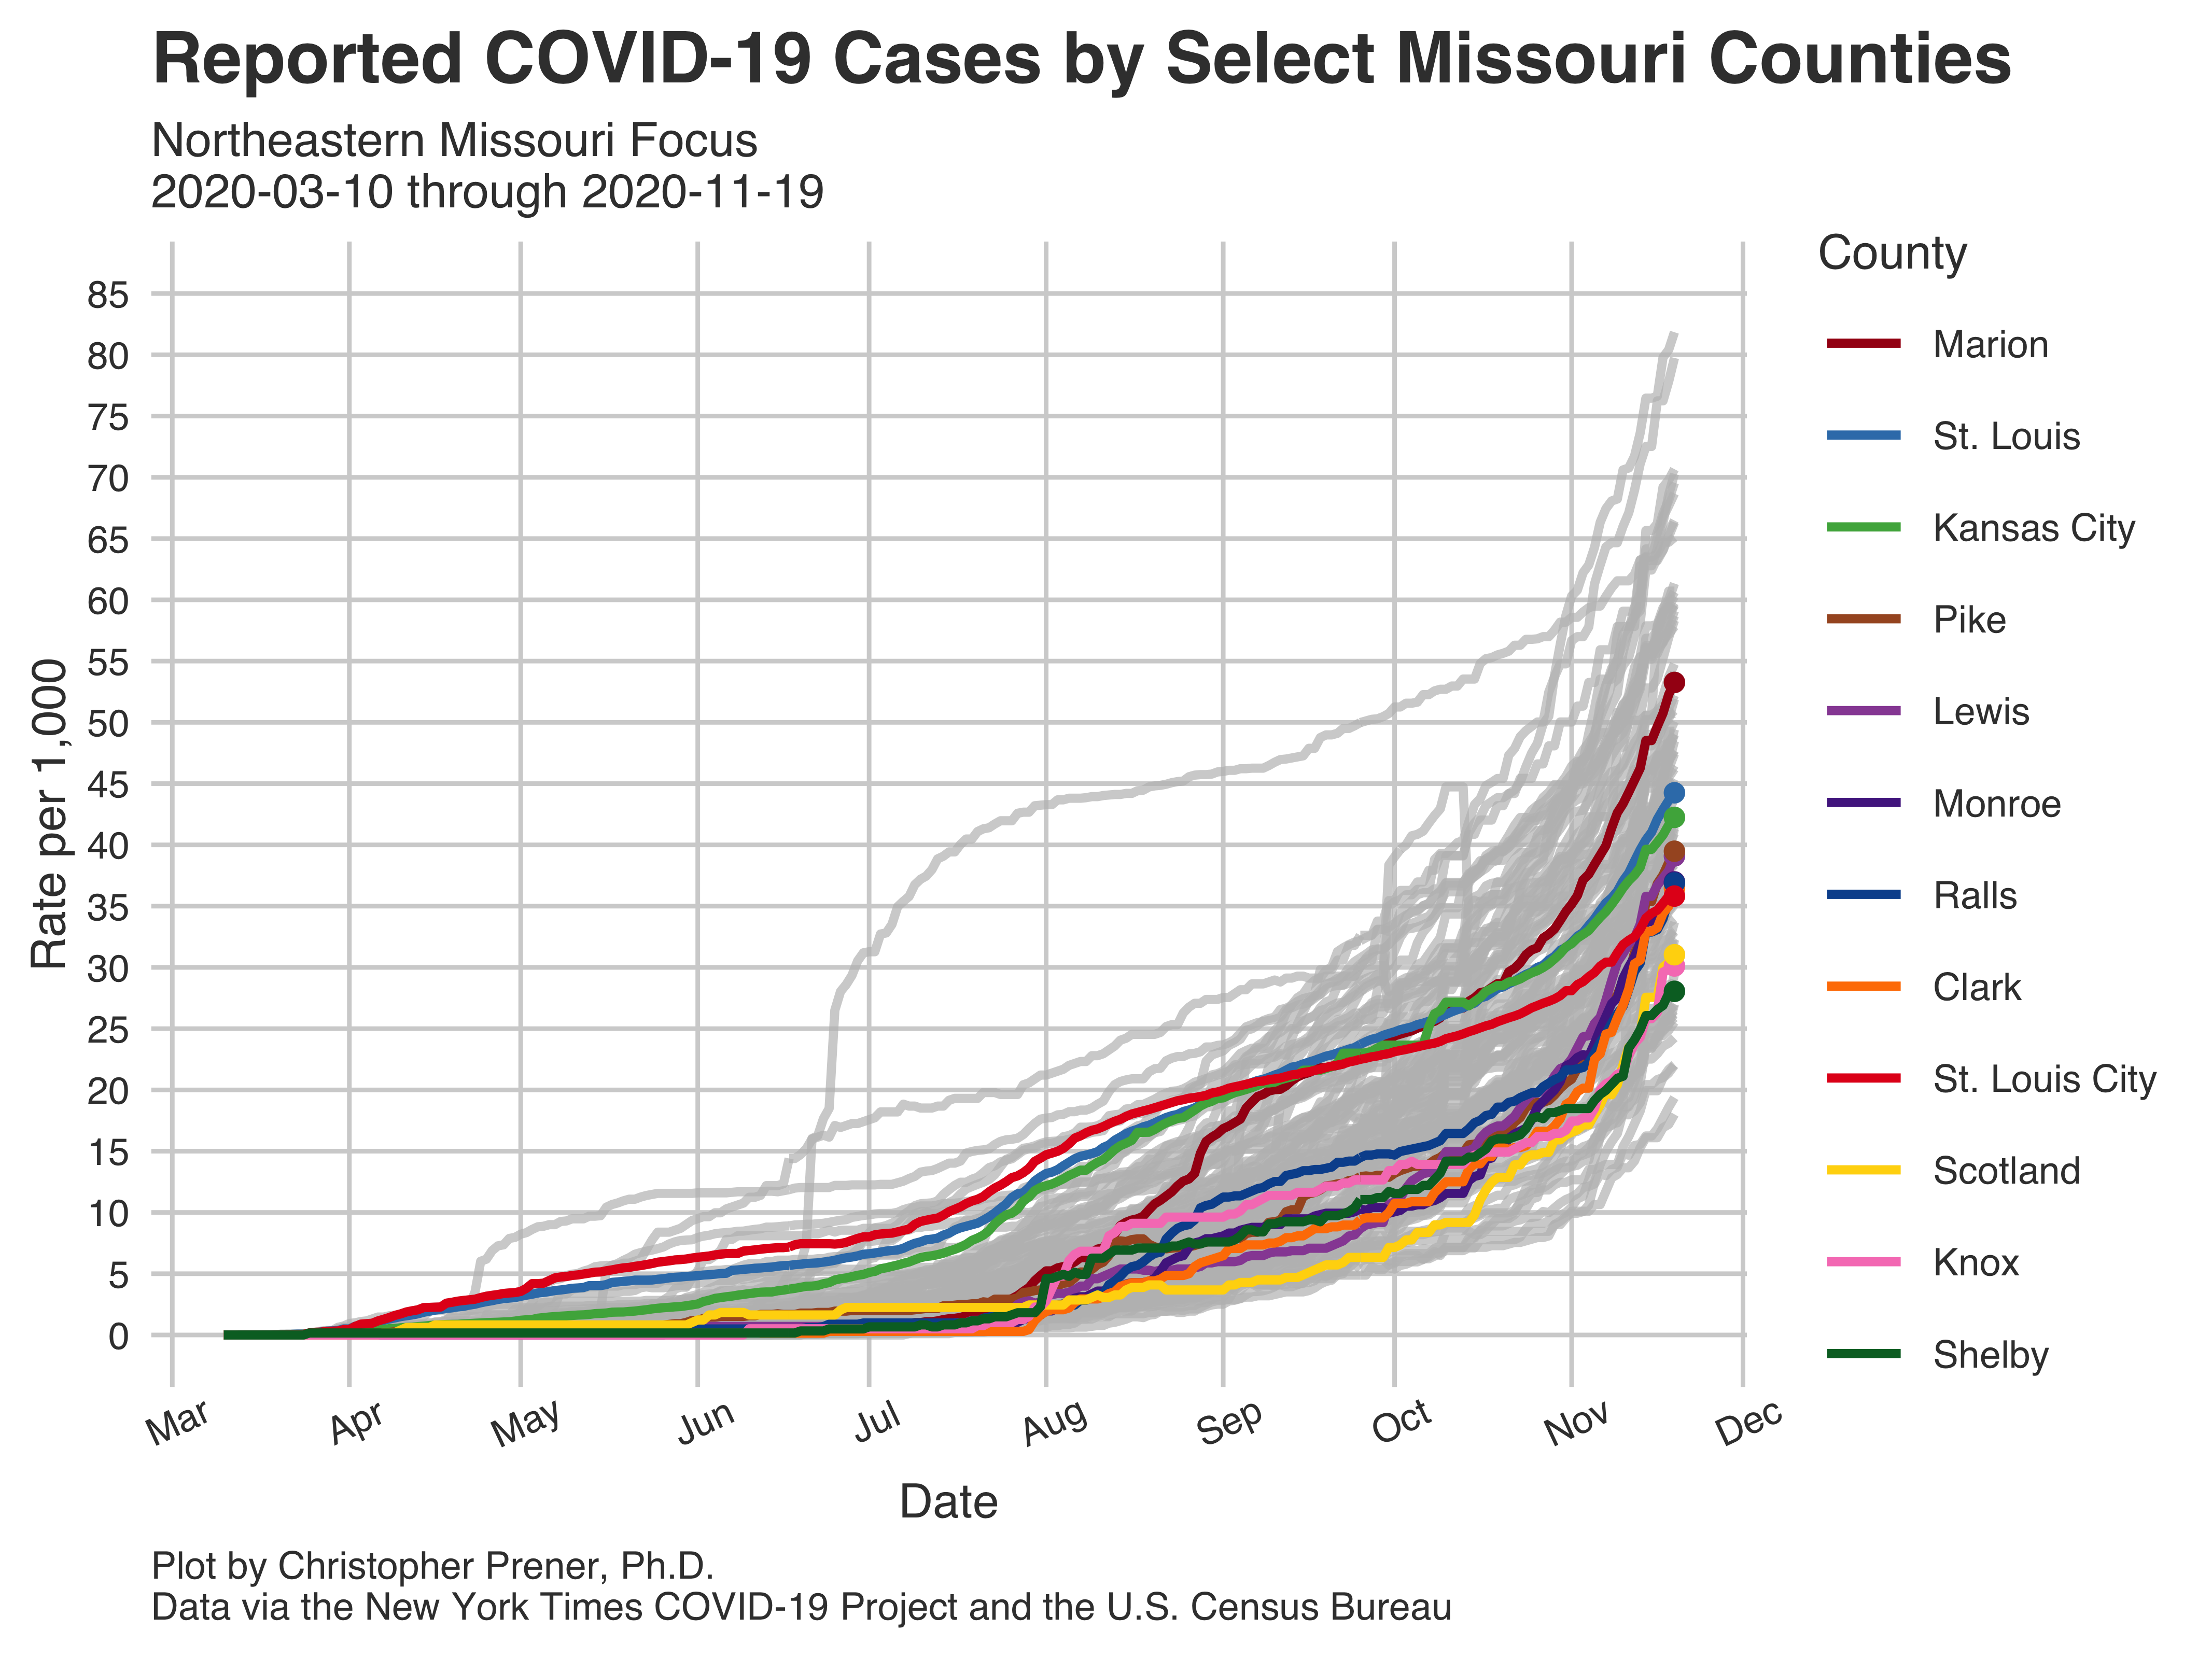 Reported COVID-19 Cases by Select Missouri Counties
Northeastern Missouri Focus
2020-03-10 through 2020-11-19
County
Marion
St. Louis
Kansas City
Pike
Lewis
Monroe
Ralls
Clark
St. Louis City
Scotland
Knox
Shelby
Rate per 1,000
85
80
75
70
65
60
55
50
45
40
35
30
25
20
15
10
5
0
Mar
Apr
May
Jun
Jul
Aug
Sep
Oct
Nov
Dec
Date
Plot by Christopher Prener, Ph.D.
Data via the New York Times COVID-19 Project and the U.S. Census Bureau